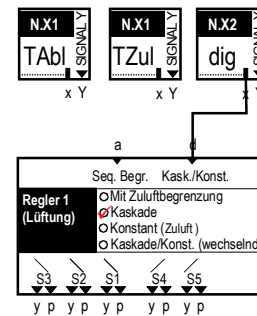 N.X1 SIGNAL Y N.X1 SIGNAL Y N.X2 SIGNAL Y
TAbl TZul dig
x Y x Y x Y
a d
Seq. Begr. Kask./Konst.
Regler 1
(Lüftung)
Mit Zuluftbegrenzung
Kaskade
Konstant (Zuluft)
Kaskade/Konst. (wechselnd
S3 S2 S1 S4 S5
y p y p y p y p y p